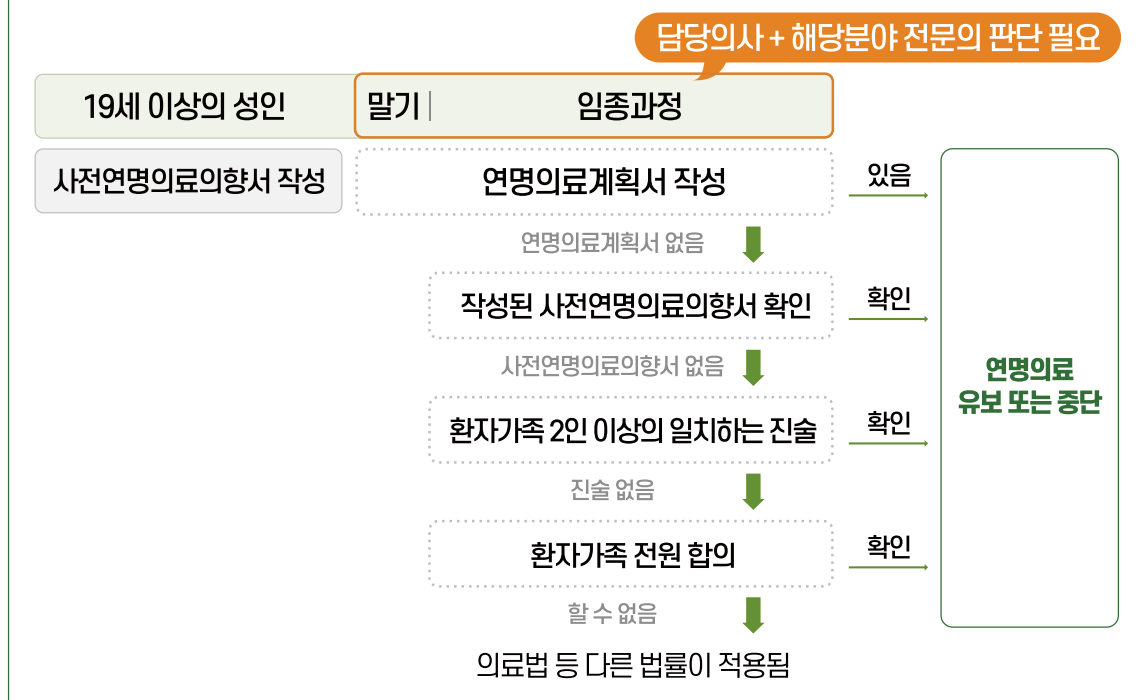 담당의사 + 해당분야 전문의 판단 필요
19세 이상의 성인
말기 | 임종과정
사전연명의료의향서 작성
연명의료계획서 작성
있음
연명의료계획서 없음
작성된 사전연명의료의향서 확인
확인
사전연명의료의향서 없음
연명의료
유보 또는 중단
환자가족 2인 이상의 일치하는 진술
확인
진술 없음
환자가족 전원 합의
확인
할 수 없음
의료법 등 다른 법률이 적용됨